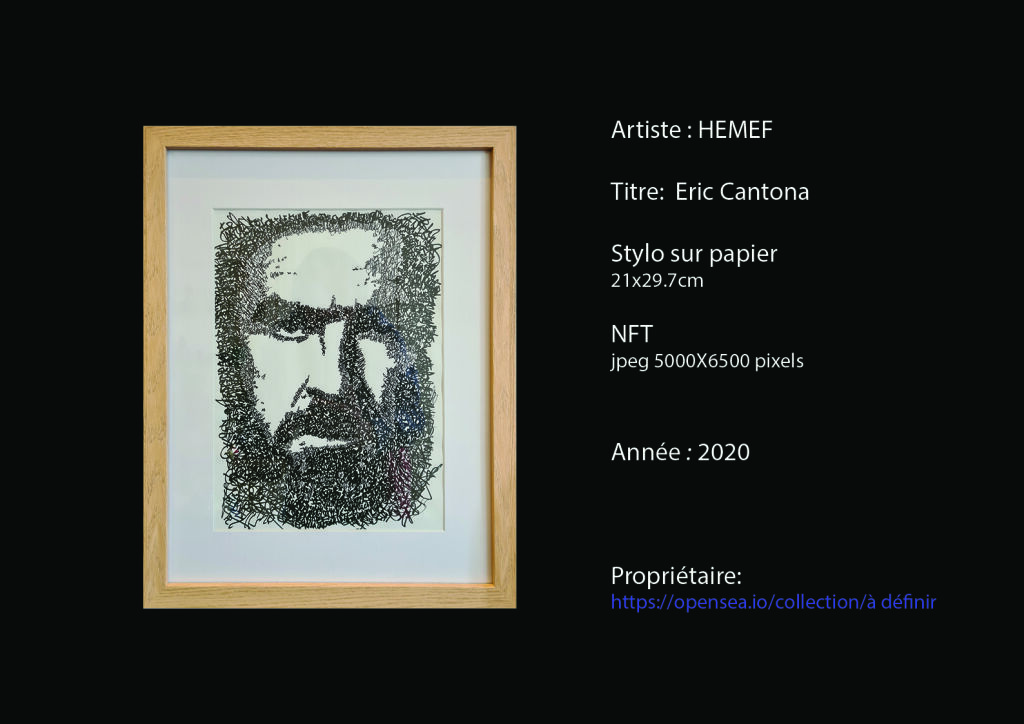 Artiste : HEMEF
Titre:  Eric Cantona
Stylo sur papier
21x29.7cm
NFT
jpeg 5000X6500 pixels
Année : 2020
Propriétaire:
https://opensea.io/collection/à définir